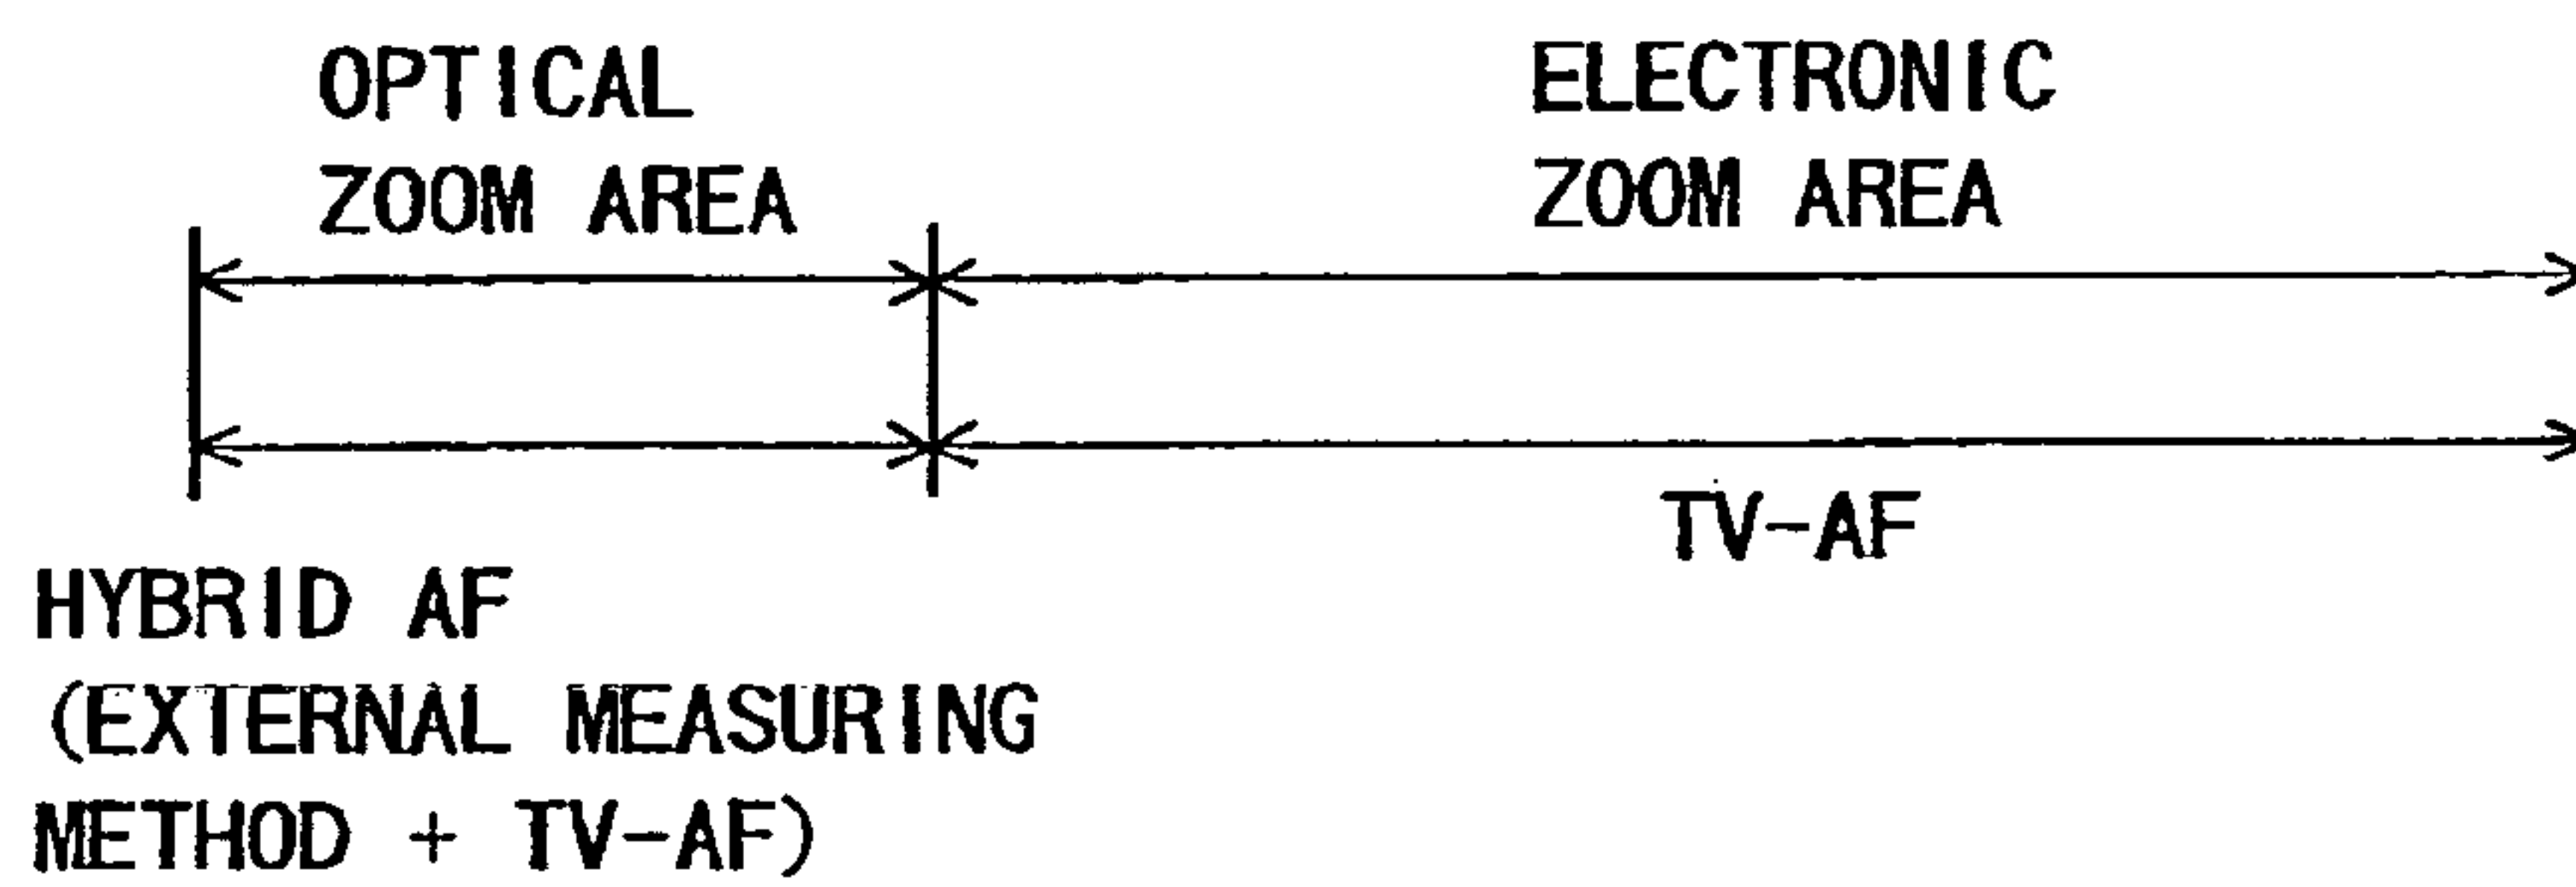 OPTICAL
ZOOM AREA
ELECTRONIC
ZOOM AREA
TV-AF
HYBRID AF
(EXTERNAL MEASURING
METHOD + TV-AF)